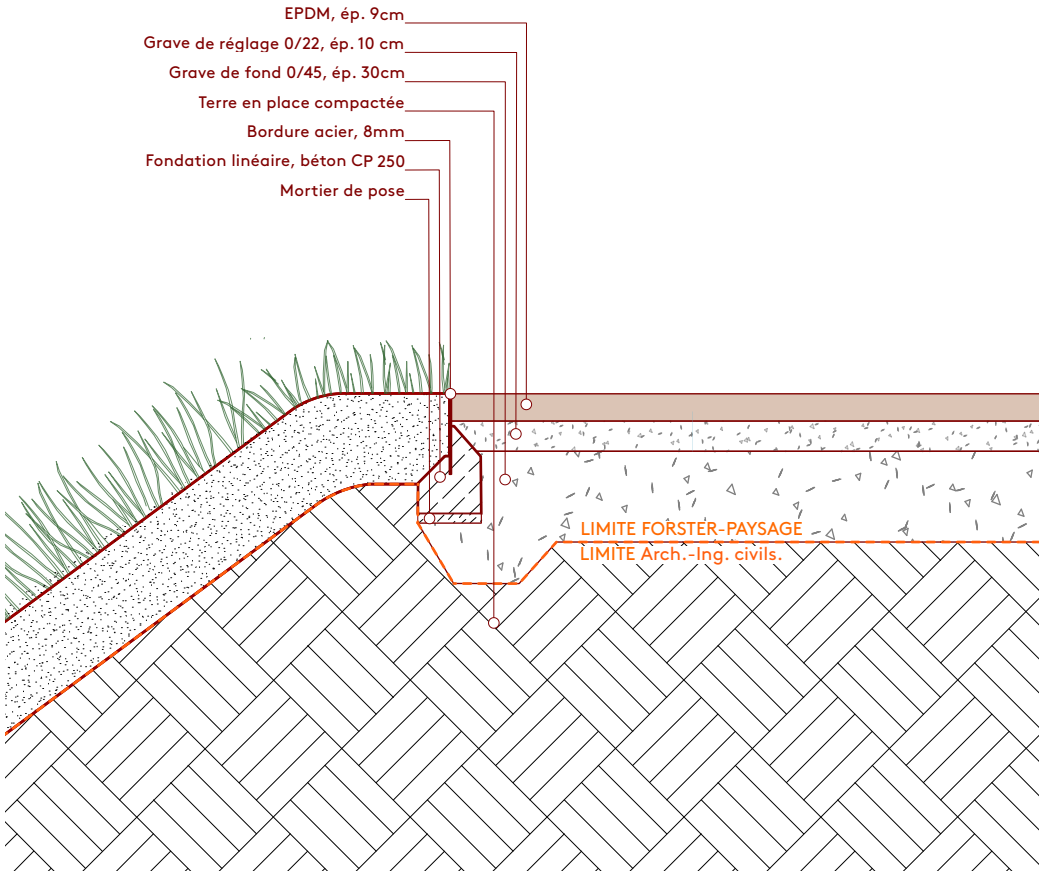 EPDM, ép. 9cm
Grave de réglage 0/22, ép. 10 cm
Grave de fond 0/45, ép. 30cm
Terre en place compactée
Bordure acier, 8mm
Fondation linéaire, béton CP 250
Mortier de pose
LIMITE FORSTER-PAYSAGE
LIMITE Arch.-Ing. civils.